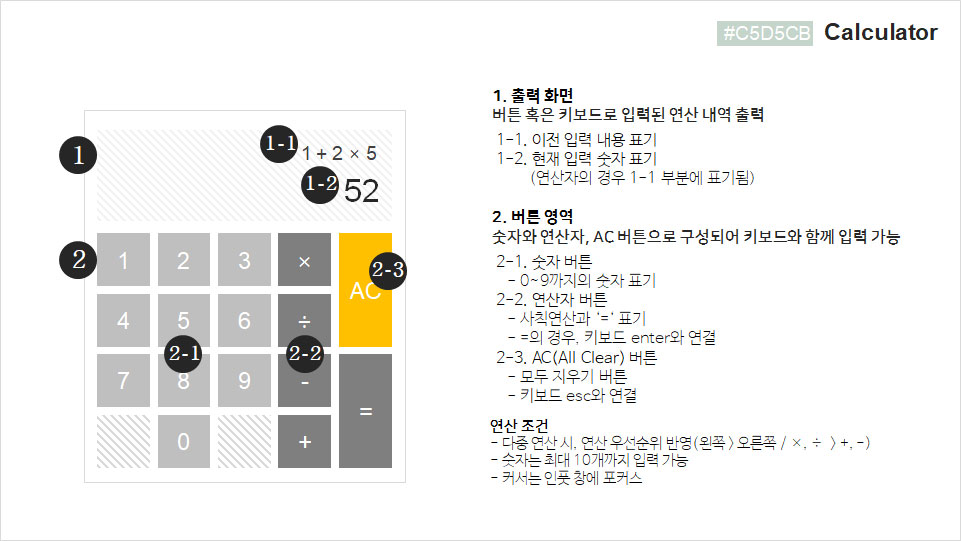 #C5D5CB Calculator
1
1-1
1 + 2 × 5
1-2
52
2
1 2 3 × AC
2-3
4 5 6 ÷
2-1
2-2
7 8 9 - =
0 +
1. 출력 화면
버튼 혹은 키보드로 입력된 연산 내역 출력
1-1. 이전 입력 내용 표기
1-2. 현재 입력 숫자 표기
(연산자의 경우 1-1 부분에 표기됨)
2. 버튼 영역
숫자와 연산자, AC 버튼으로 구성되어 키보드와 함께 입력 가능
2-1. 숫자 버튼
- 0~9까지의 숫자 표기
2-2. 연산자 버튼
- 사칙연산과 '=' 표기
- =의 경우, 키보드 enter와 연결
2-3. AC(All Clear) 버튼
- 모두 지우기 버튼
- 키보드 esc와 연결
연산 조건
- 다중 연산 시, 연산 우선순위 반영(왼쪽 > 오른쪽 / ×, ÷ > +, -)
- 숫자는 최대 10개까지 입력 가능
- 커서는 인풋 창에 포커스